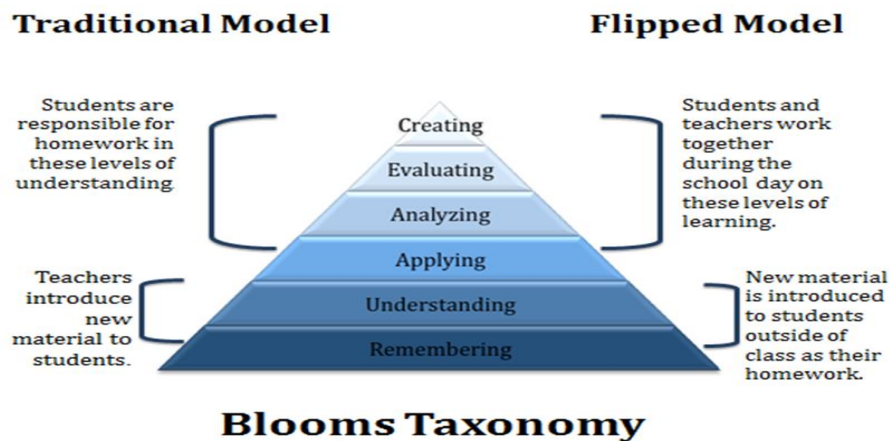 Traditional Model
Flipped Model
Students are
responsible for
homework in
these levels of
understanding
Creating
Evaluating
Analyzing
Applying
Understanding
Remembering
Students and
teachers work
together
during the
school day on
these levels of
learning.
Teachers
introduce
new
material to
students.
New material
is introduced
to students
outside of
class as their
homework.
Blooms Taxonomy